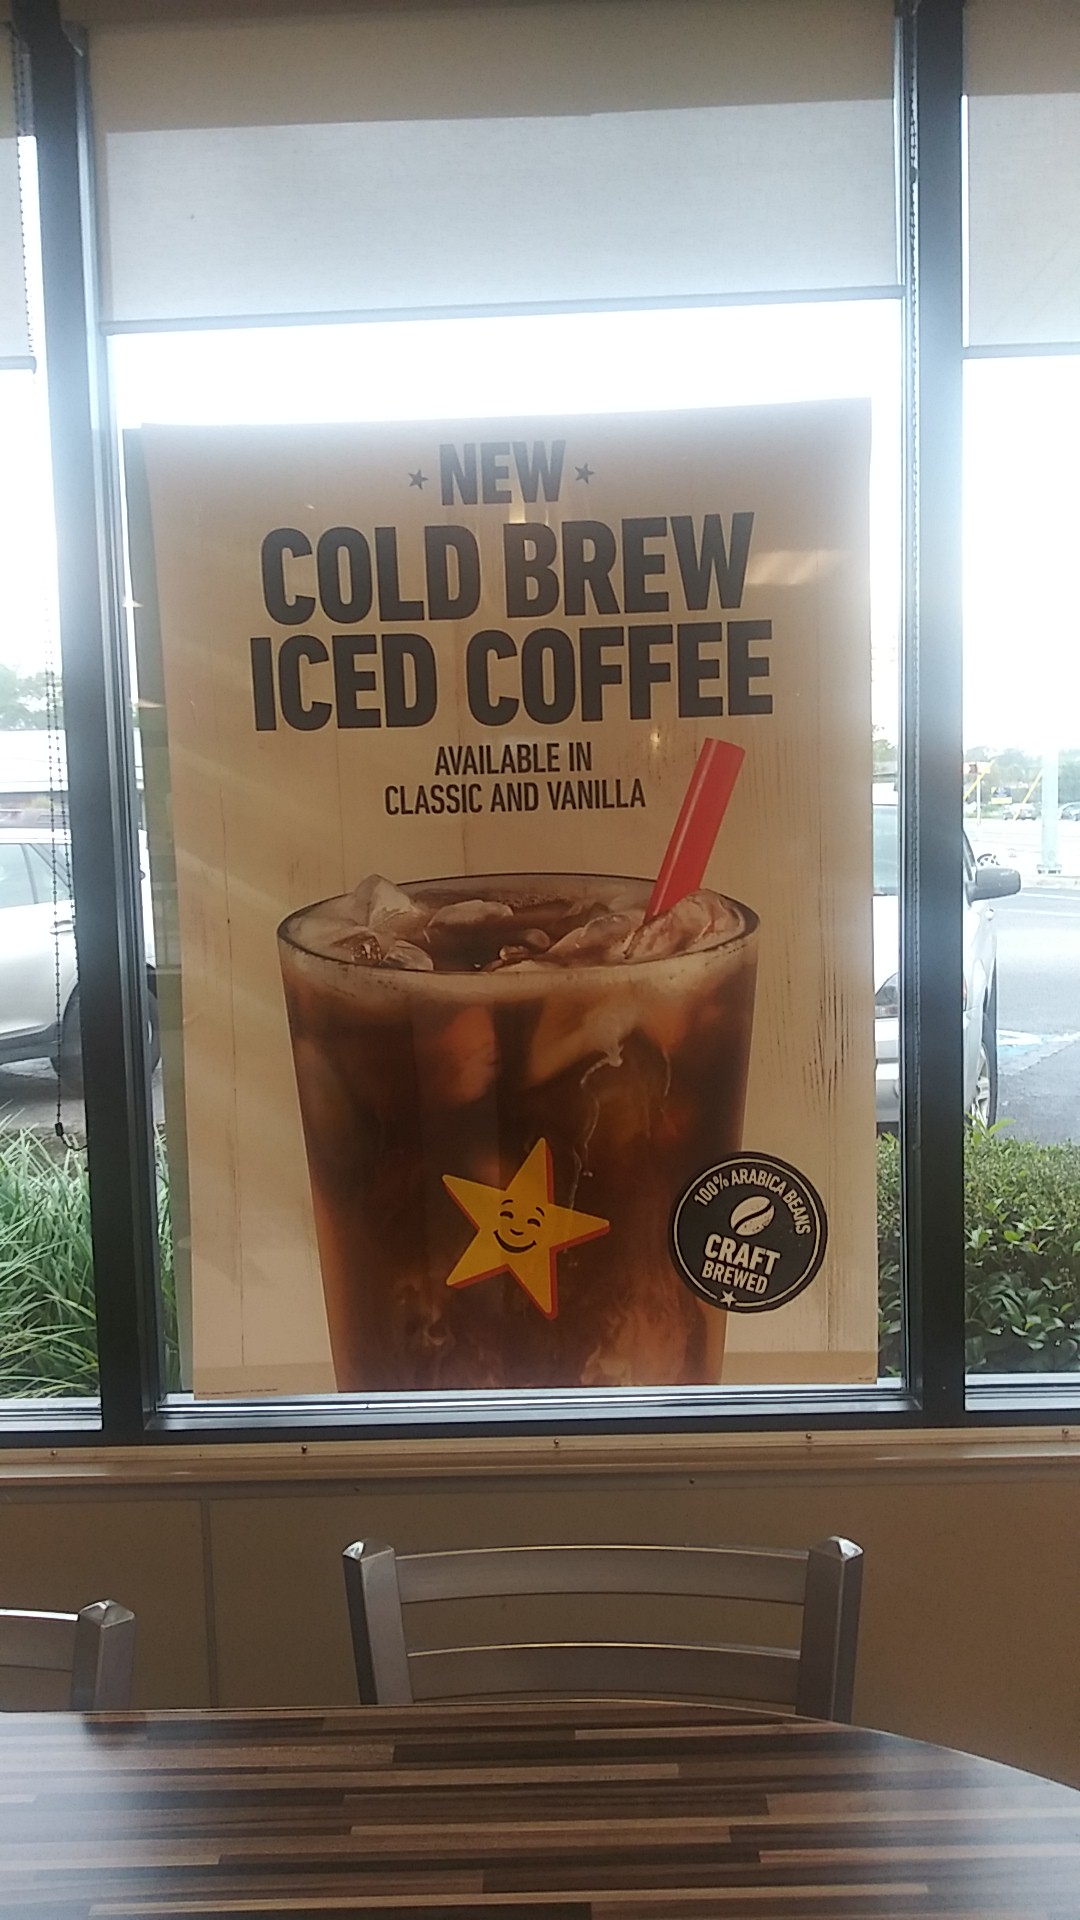 NEW
COLD BREW
ICED COFFEE
AVAILABLE IN
CLASSIC AND VANILLA
100% ARABICA BEANS
CRAFT
BREWED